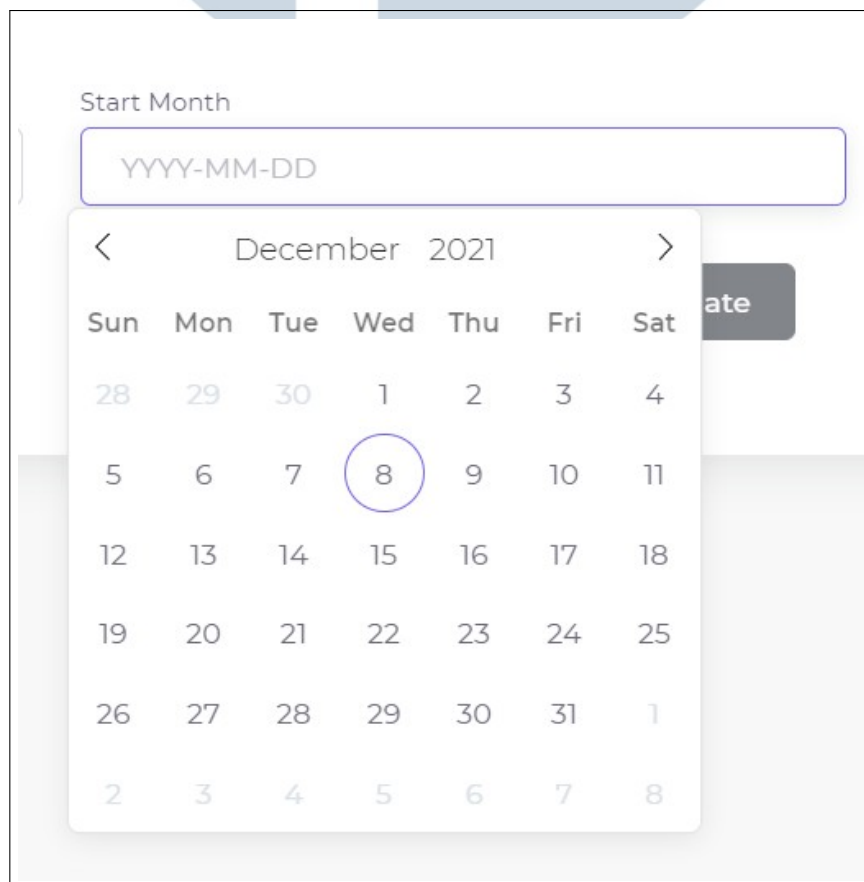 Start Month
YYYY-MM-DD
December 2021
ate
Sun Mon Tue Wed Thu Fri Sat
28 29 30 1 2 3 4
5 6 7 8 9 10 11
12 13 14 15 16 17 18
19 20 21 22 23 24 25
26 27 28 29 30 31 1
2 3 4 5 6 7 8